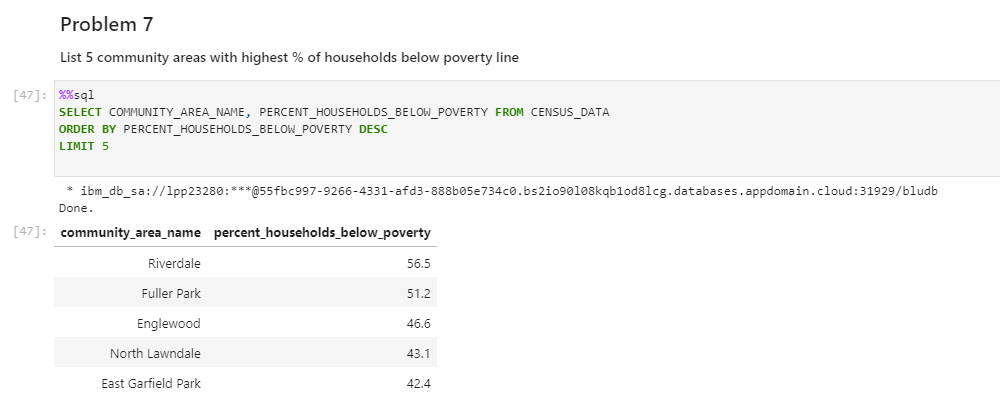 Problem 7
List 5 community areas with highest % of households below poverty line
[47]: %%sql
SELECT COMMUNITY_AREA_NAME, PERCENT_HOUSEHOLDS_BELOW_POVERTY FROM CENSUS_DATA
ORDER BY PERCENT_HOUSEHOLDS_BELOW_POVERTY DESC
LIMIT 5
* ibm_db_sa://lpp23280:***@55fbc997-9266-4331-afd3-888b05e734c0.bs2io90l08kqb1od8lcg.databases.appdomain.cloud:31929/bludb
Done.
[47]: community_area_name percent_households_below_poverty
Riverdale 56.5
Fuller Park 51.2
Englewood 46.6
North Lawndale 43.1
East Garfield Park 42.4